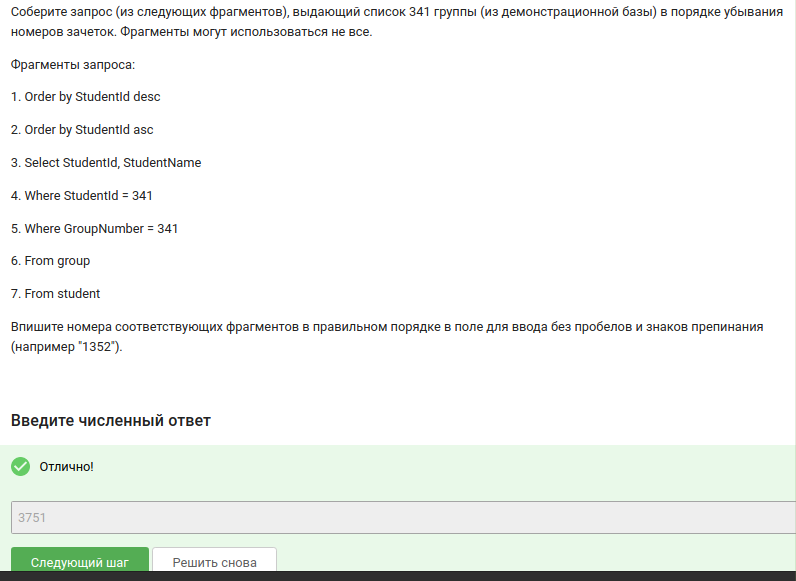 Соберите запрос (из следующих фрагментов), выдающий список 341 группы (из демонстрационной базы) в порядке убывания
номеров зачеток. Фрагменты могут использоваться не все.
Фрагменты запроса:
1. Order by StudentId desc
2. Order by StudentId asc
3. Select StudentId, StudentName
4. Where StudentId = 341
5. Where GroupNumber = 341
6. From group
7. From student
Впишите номера соответствующих фрагментов в правильном порядке в поле для ввода без пробелов и знаков препинания
(например "1352").
Введите численный ответ
Отлично!
3751
Следующий шаг Решить снова